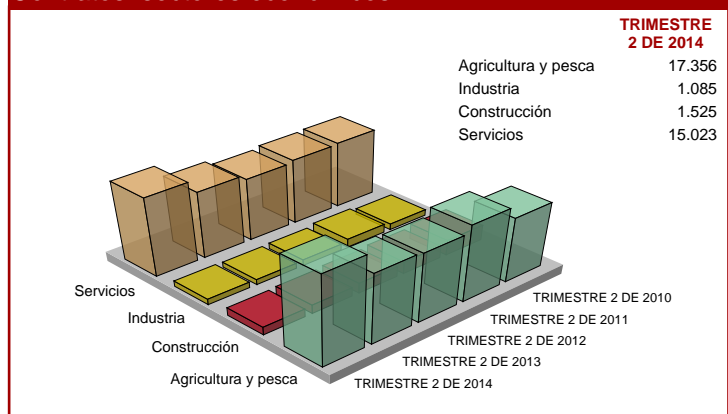 TRIMESTRE
2 DE 2014
Agricultura y pesca 17.356
Industria 1.085
Construcción 1.525
Servicios 15.023
Servicios
Industria
Construcción
Agricultura y pesca
TRIMESTRE 2 DE 2010
TRIMESTRE 2 DE 2011
TRIMESTRE 2 DE 2012
TRIMESTRE 2 DE 2013
TRIMESTRE 2 DE 2014